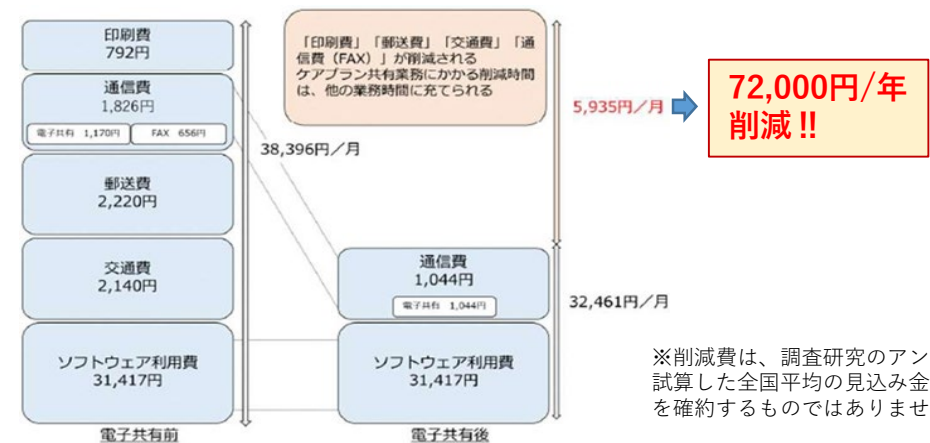 印刷費
792円
通信費
1,826円
電子共有 1,170円
FAX 656円
郵送費
2,220円
交通費
2,140円
ソフトウェア利用費
31,417円
電子共有前
38,396円／月
「印刷費」「郵送費」「交通費」「通
信費（FAX）」が削減される
ケアプラン共有業務にかかる削減時間
は、他の業務時間に充てられる
5,935円／月
72,000円/年
削減‼
通信費
1,044円
電子共有 1,044円
ソフトウェア利用費
31,417円
電子共有後
32,461円／月
※削減費は、調査研究のアン
試算した全国平均の見込み金
を確約するものではありませ